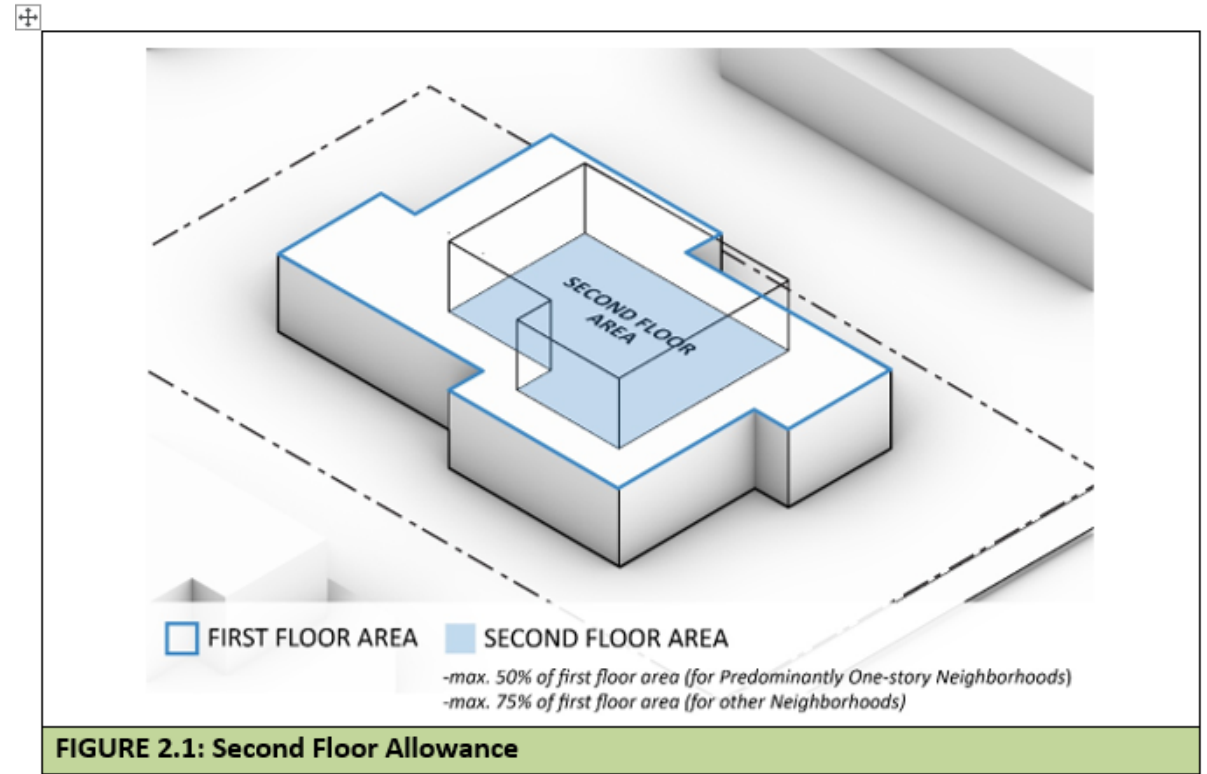 SECOND FLOOR
AREA
FIRST FLOOR AREA
SECOND FLOOR AREA
-max. 50% of first floor area (for Predominantly One-story Neighborhoods)
-max. 75% of first floor area (for other Neighborhoods)
FIGURE 2.1: Second Floor Allowance